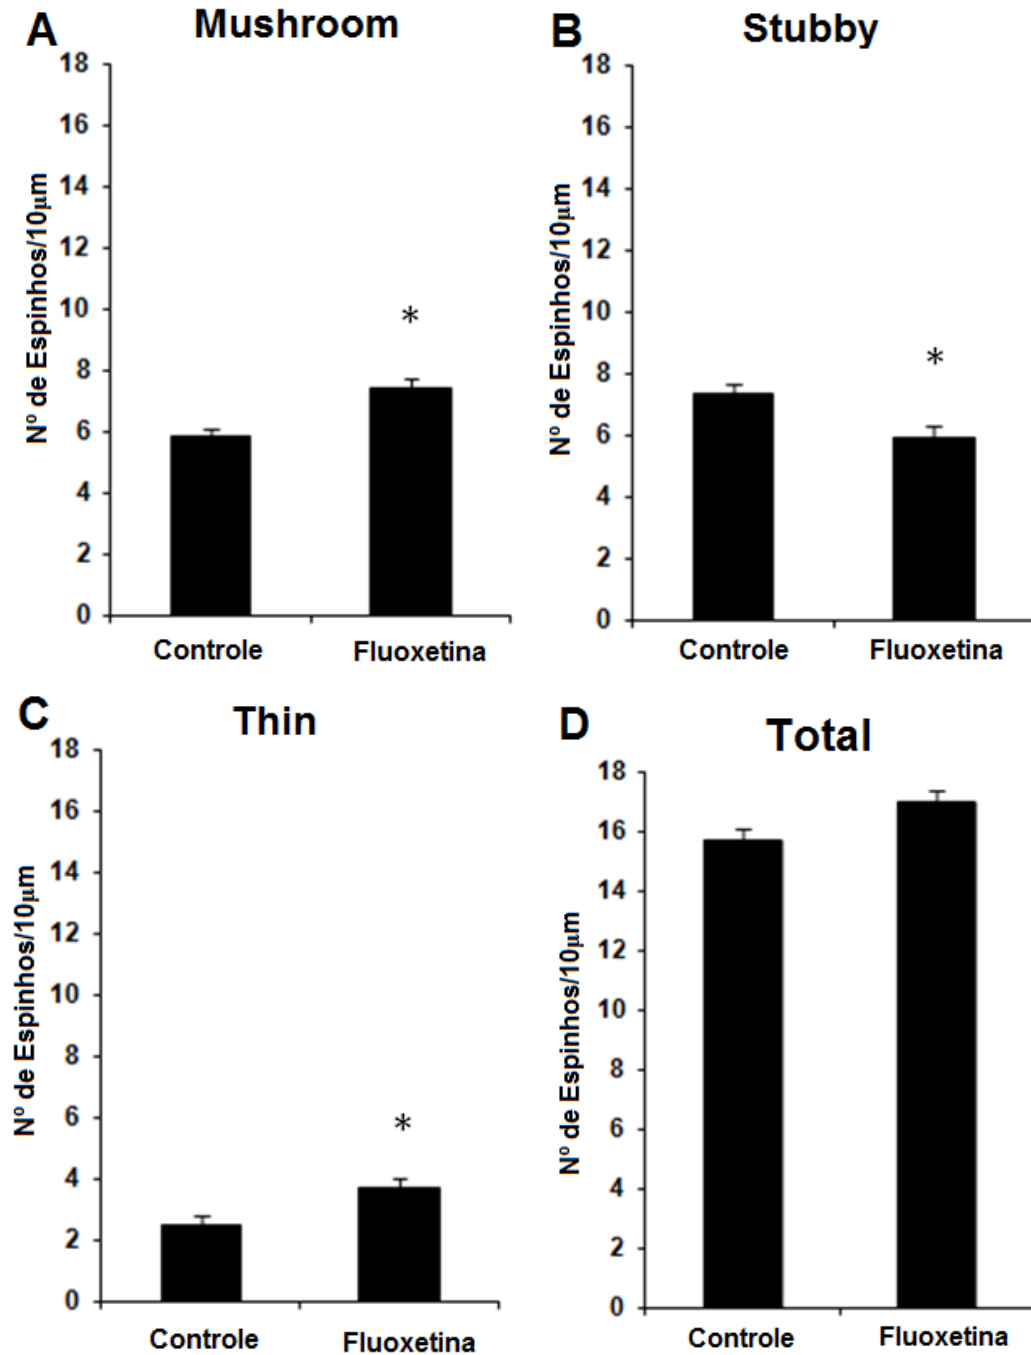 A
Mushroom
Nº de Espinhos/10µm
18
16
14
12
10
8
6
4
2
0
*
Controle
Fluoxetina
B
Stubby
Nº de Espinhos/10µm
18
16
14
12
10
8
6
4
2
0
*
Controle
Fluoxetina
C
Thin
Nº de Espinhos/10µm
18
16
14
12
10
8
6
4
2
0
*
Controle
Fluoxetina
D
Total
Nº de Espinhos/10µm
18
16
14
12
10
8
6
4
2
0
Controle
Fluoxetina